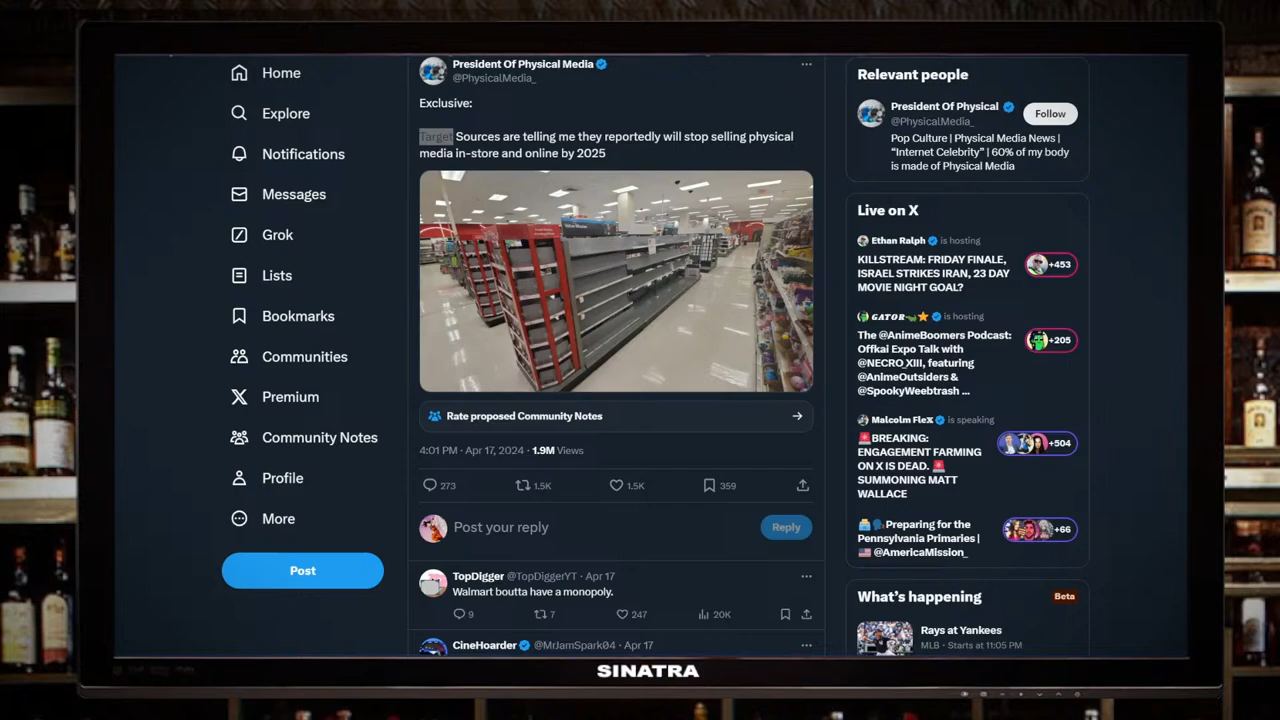 Home
Explore
Notifications
Messages
Grok
Lists
Bookmarks
Communities
Premium
Community Notes
Profile
More
Post
President Of Physical Media
@PhysicalMedia_
Exclusive:
Target Sources are telling me they reportedly will stop selling physical
media in-store and online by 2025
Rate proposed Community Notes
4:01 PM · Apr 17, 2024 · 1.9M Views
273
1.5K
1.5K
359
Post your reply
Reply
TopDigger @TopDiggerYT · Apr 17
Walmart boutta have a monopoly.
9
7
247
20K
CineHoarder @MrJamSpark04 · Apr 17
Relevant people
President Of Physical
@PhysicalMedia_
Follow
Pop Culture | Physical Media News |
“Internet Celebrity” | 60% of my body
is made of Physical Media
Live on X
Ethan Ralph is hosting
KILLSTREAM: FRIDAY FINALE,
ISRAEL STRIKES IRAN, 23 DAY
MOVIE NIGHT GOAL?
+453
GATOR is hosting
The @AnimeBoomers Podcast:
Offkai Expo Talk with
@NECRO_XIII, featuring
@AnimeOutsiders &
@SpookyWeebtrash ...
+205
Malcolm FleX is speaking
BREAKING:
ENGAGEMENT FARMING
ON X IS DEAD.
SUMMONING MATT
WALLACE
+504
Preparing for the
Pennsylvania Primaries |
@AmericaMission_
+66
What’s happening
Beta
Rays at Yankees
MLB · Starts at 11:05 PM
SINATRA